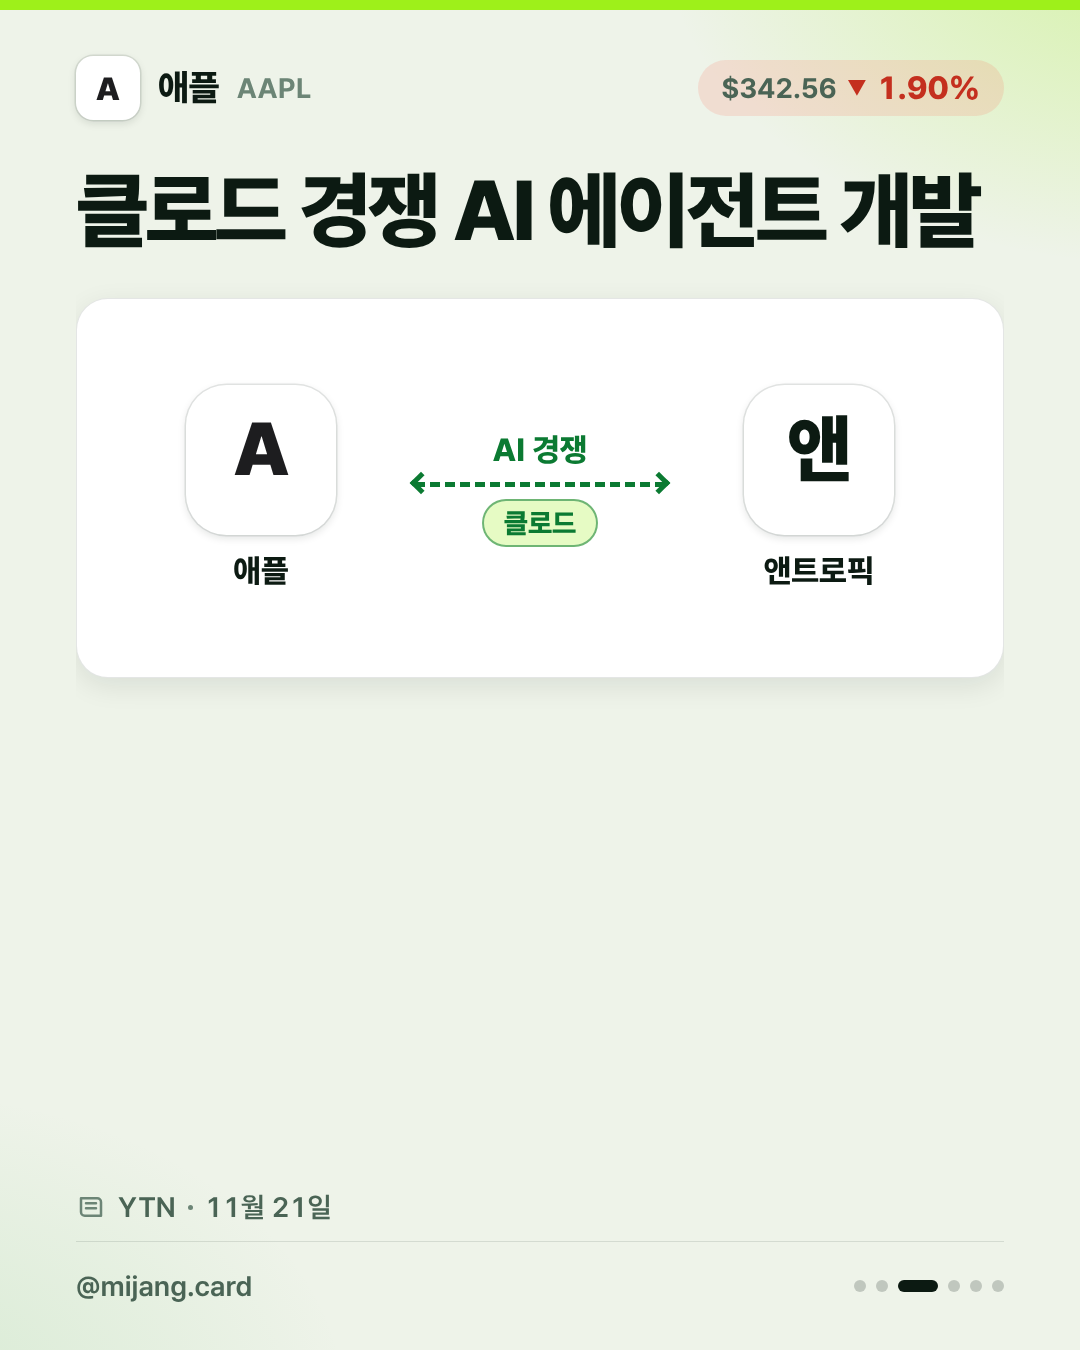 A 애플 AAPL $342.56 ▼ 1.90%
클로드 경쟁 AI 에이전트 개발
A
AI 경쟁
클로드
앤
애플
앤트로픽
YTN · 11월 21일
@mijang.card